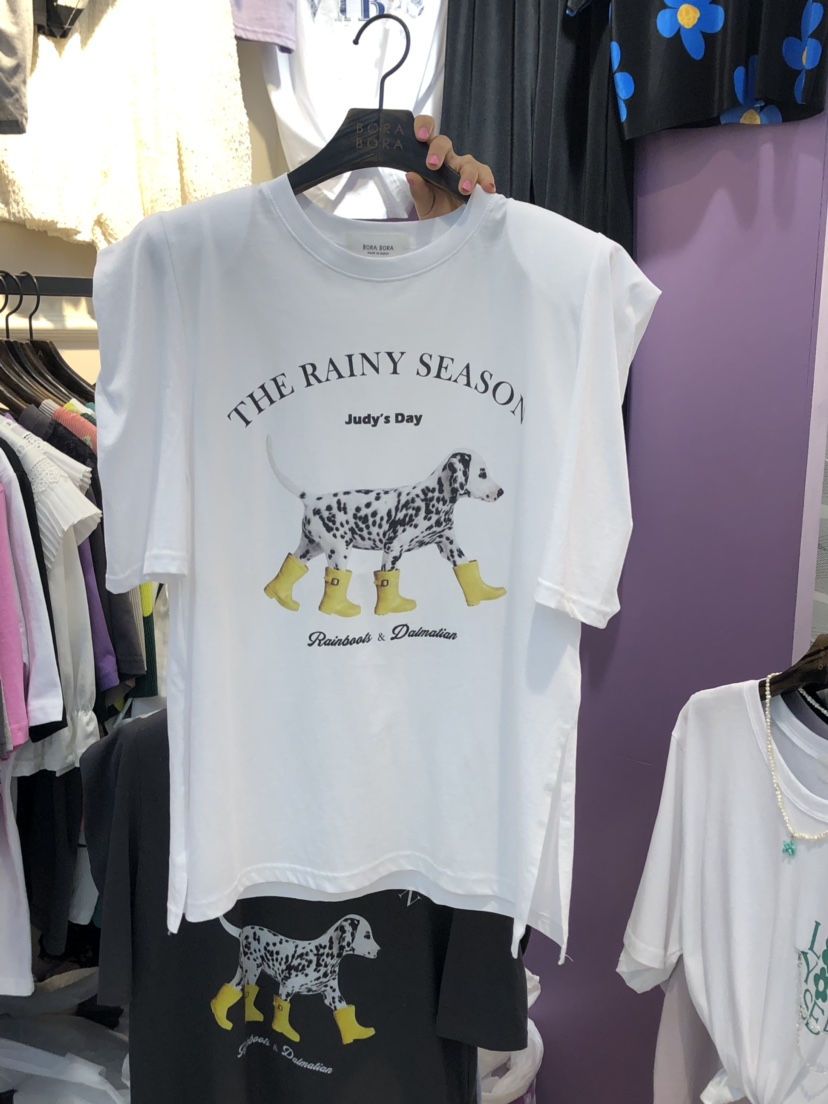 BORA
BORA
BORA BORA
THE RAINY SEASON
Judy's Day
Rainboots & Dalmatian
Rainboots & Dalmatian